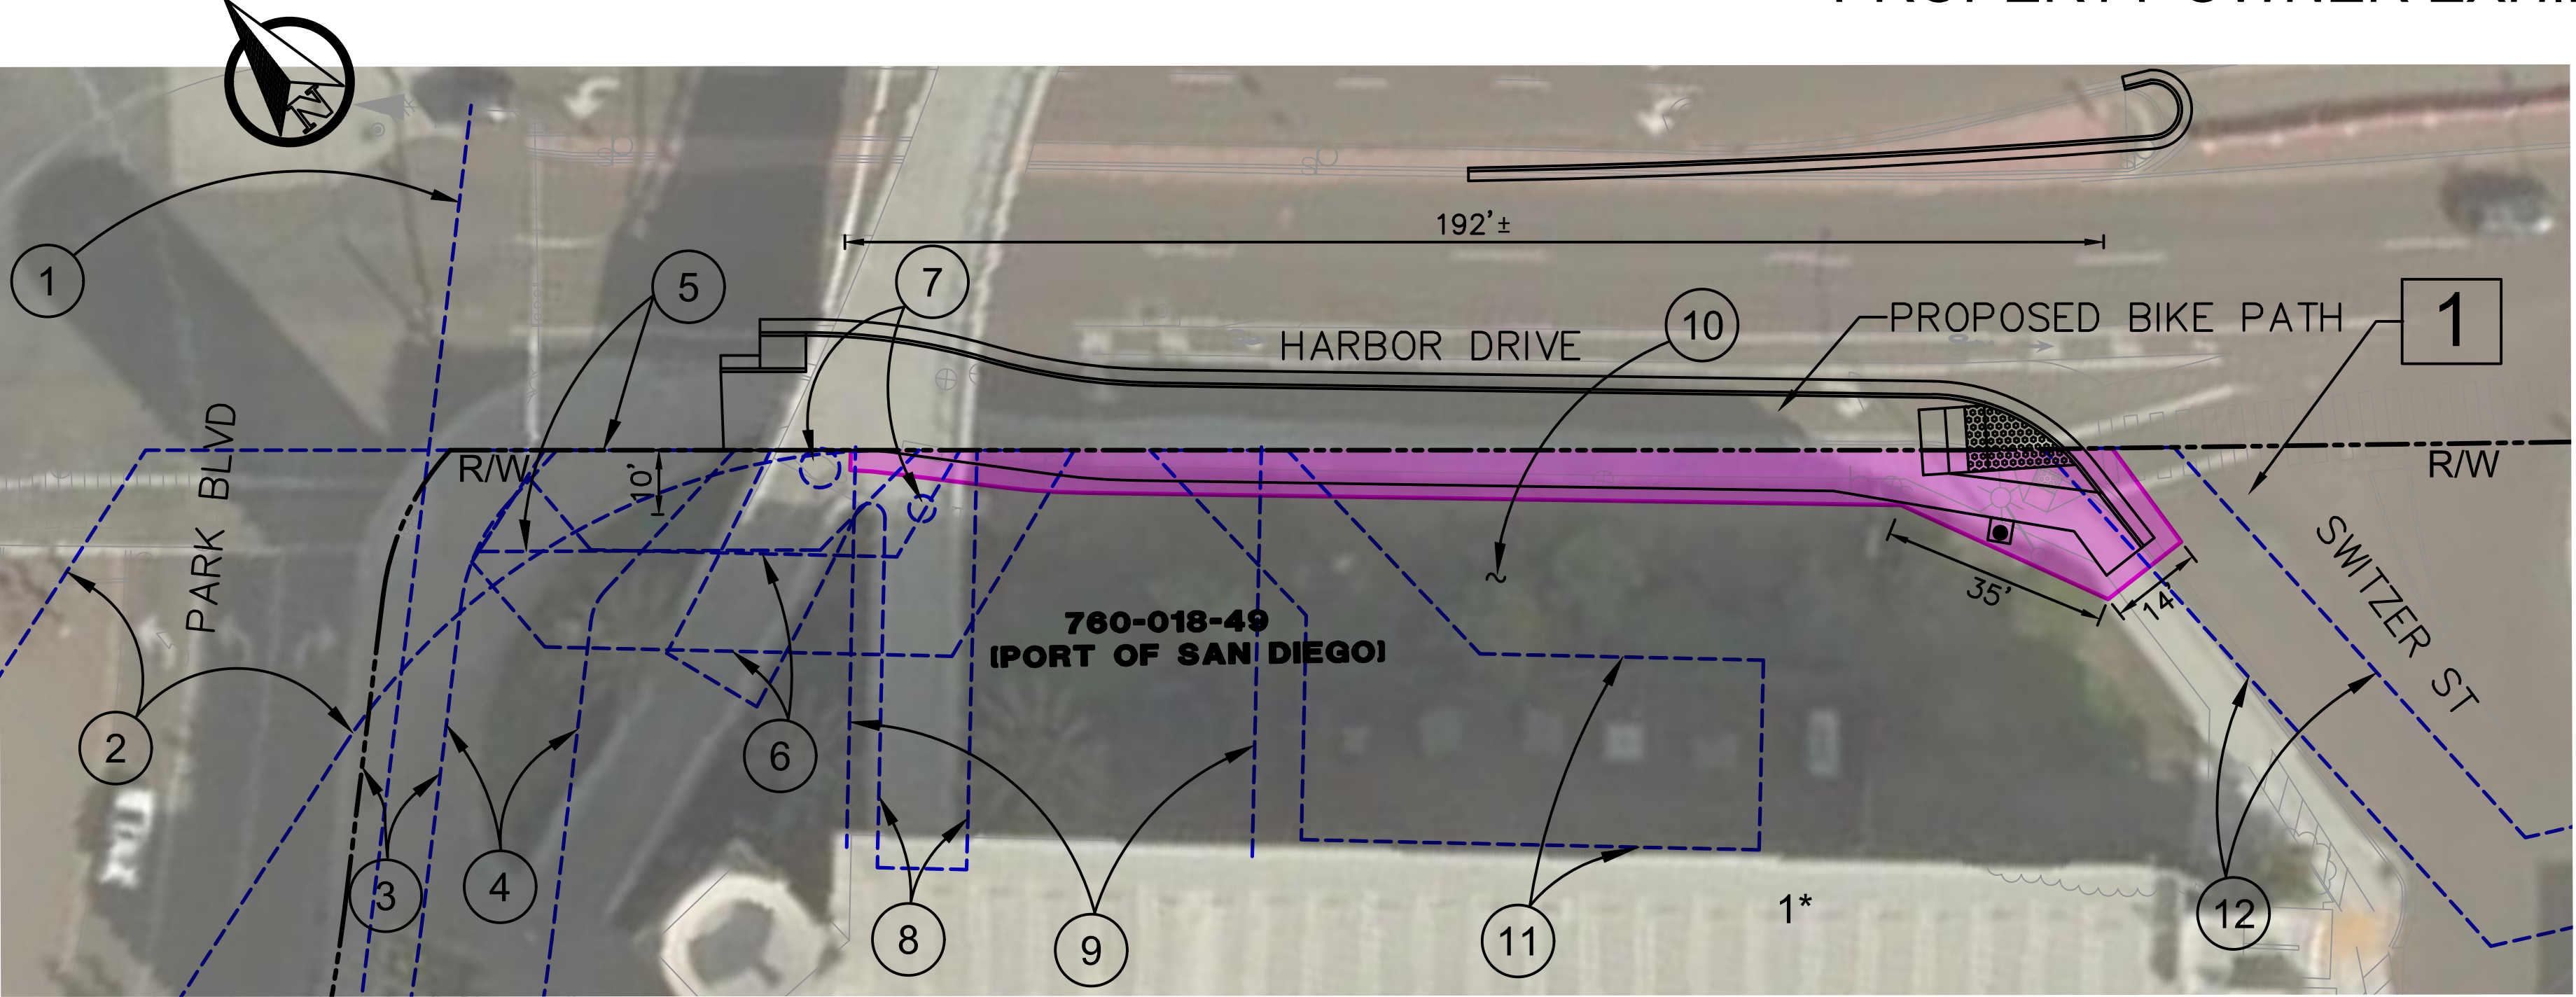 N
192'±
1
5
7
10
PROPOSED BIKE PATH
1
HARBOR DRIVE
R/W
10'
R/W
PARK BLVD
SWITZER ST
35'
14'
760-018-49
(PORT OF SAN DIEGO)
2
6
3
4
8
9
11
1*
12